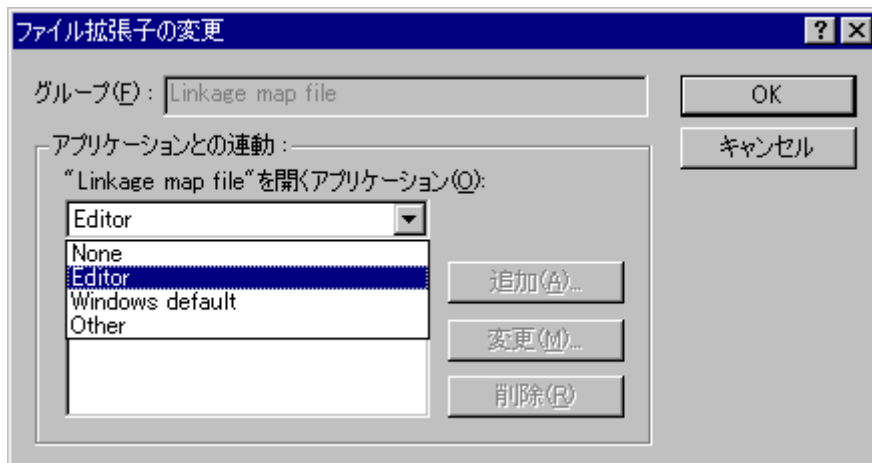 ファイル拡張子の変更
グループ(F) : Linkage map file
OK
キャンセル
アプリケーションとの連動 :
"Linkage map file"を開くアプリケーション(O):
Editor
None
Editor
Windows default
Other
追加(A)...
変更(M)...
削除(R)